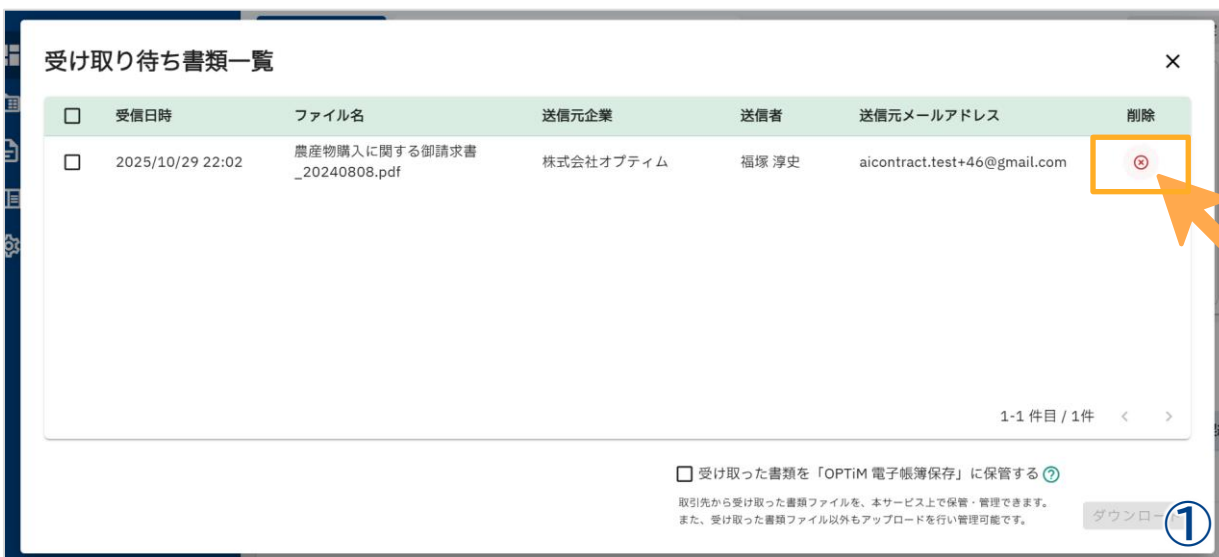 受け取り待ち書類一覧
受信日時 ファイル名 送信元企業 送信者 送信元メールアドレス 削除
2025/10/29 22:02 農産物購入に関する御請求書 株式会社オプティム 福塚 淳史 aicontract.test+46@gmail.com
_20240808.pdf
1-1 件目 / 1件
受け取った書類を「OPTiM 電子帳簿保存」に保管する ?
取引先から受け取った書類ファイルを、本サービス上で保管・管理できます。
また、受け取った書類ファイル以外もアップロードを行い管理可能です。
ダウンロー
①